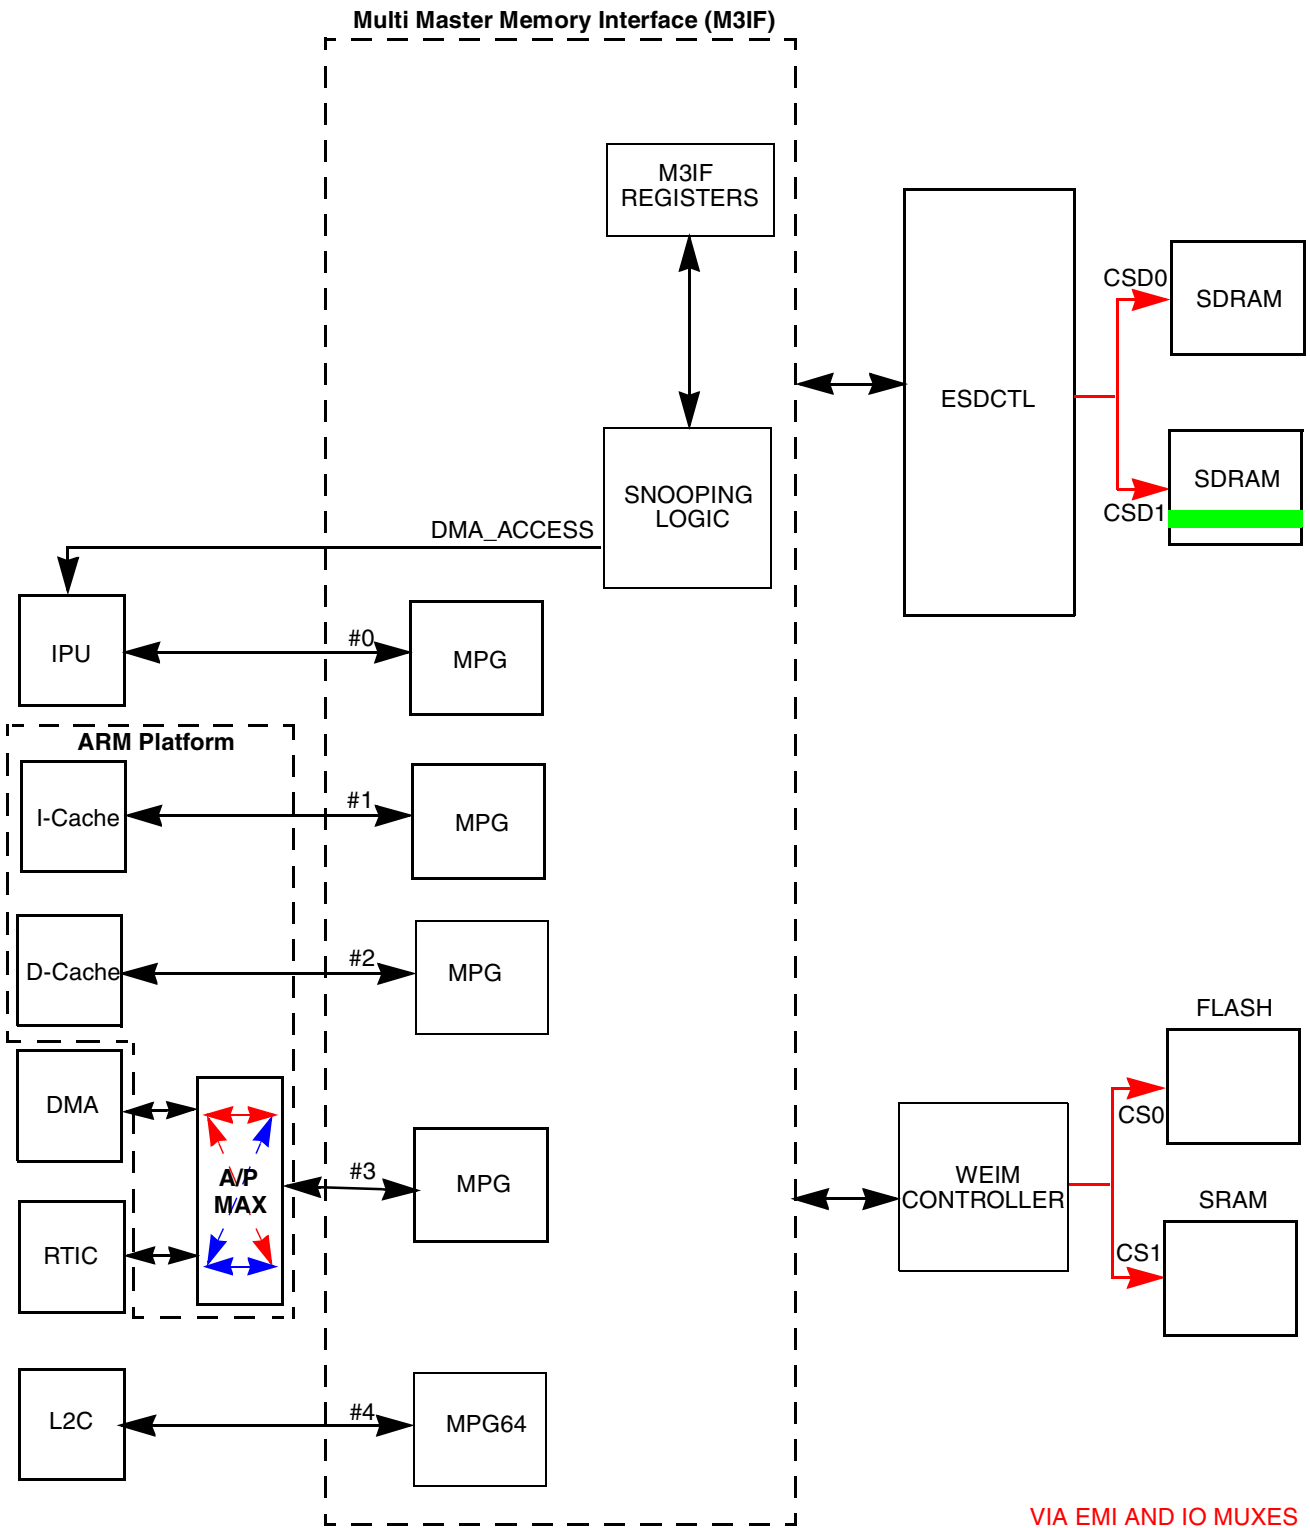 Multi Master Memory Interface (M3IF)
M3IF
REGISTERS
CSD0
SDRAM
ESDCTL
SDRAM
CSD1
SNOOPING
LOGIC
DMA_ACCESS
IPU
#0
MPG
ARM Platform
I-Cache
#1
MPG
D-Cache
#2
MPG
DMA
A/P
MAX
#3
MPG
RTIC
L2C
#4
MPG64
FLASH
CS0
WEIM
CONTROLLER
SRAM
CS1
VIA EMI AND IO MUXES